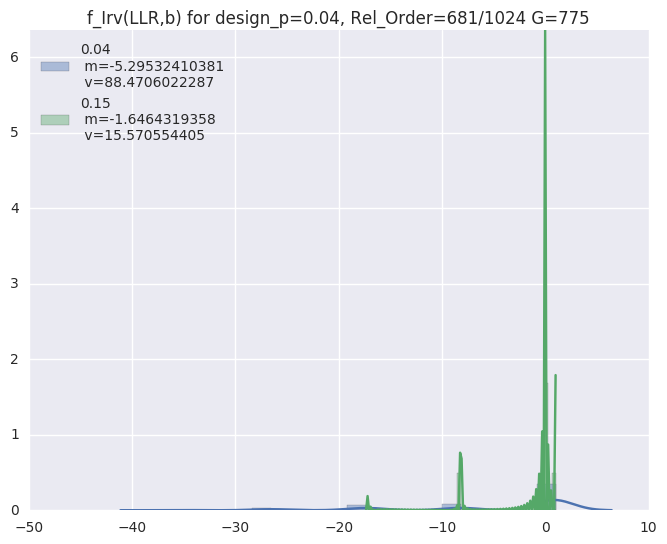 f_Irv(LLR,b) for design_p=0.04, Rel_Order=681/1024 G=775
0.04
m=-5.29532410381
v=88.4706022287
0.15
m=-1.6464319358
v=15.570554405
6
5
4
3
2
1
0
−50 −40 −30 −20 −10 0 10